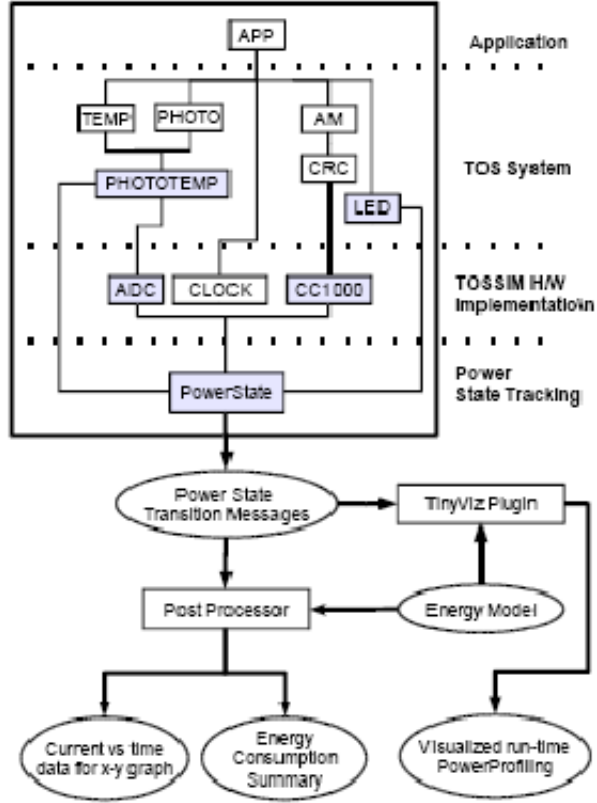 APP
Application
TEMP
PHOTO
AM
CRC
PHOTOTEMP
LED
TOS System
ADC
CLOCK
CC1000
TOSSIM H/W
Implementation
PowerState
Power
State Tracking
Power State
Transition Messages
TinyViz Plugin
Post Processor
Energy Model
Current vs time
data for x-y graph
Energy
Consumption
Summary
Visualized run-time
PowerProfiling